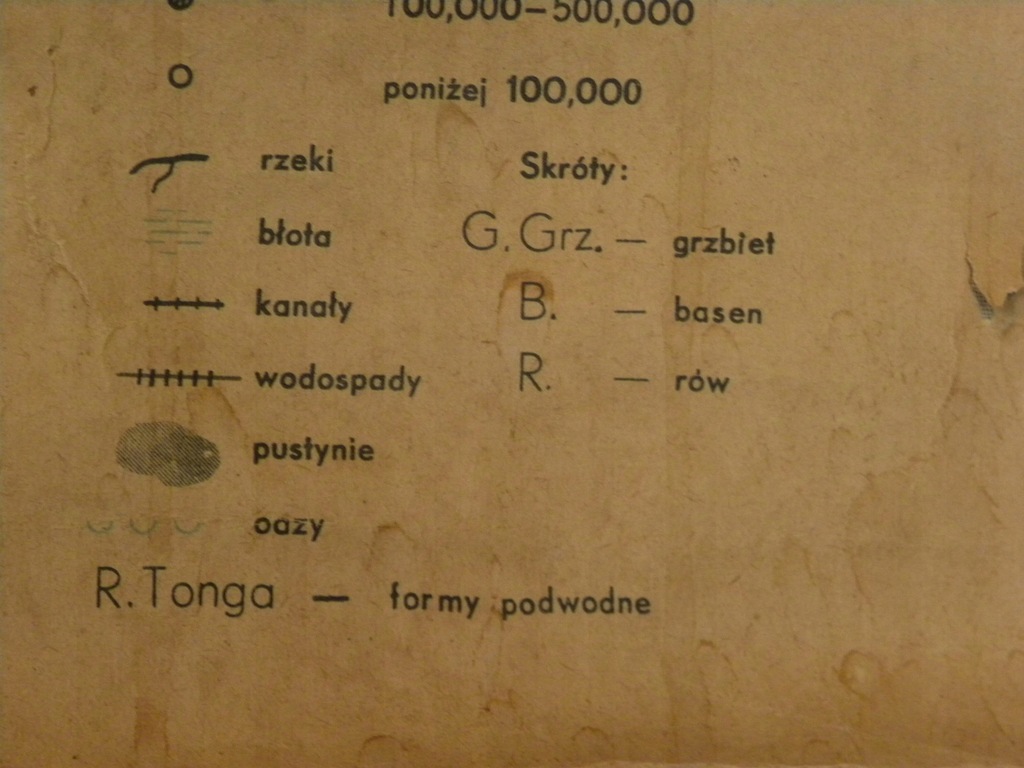 100,000–500,000
poniżej 100,000
rzeki
Skróty:
błota
G. Grz. — grzbiet
kanały
B. — basen
wodospady
R. — rów
pustynie
oazy
R. Tonga — formy podwodne